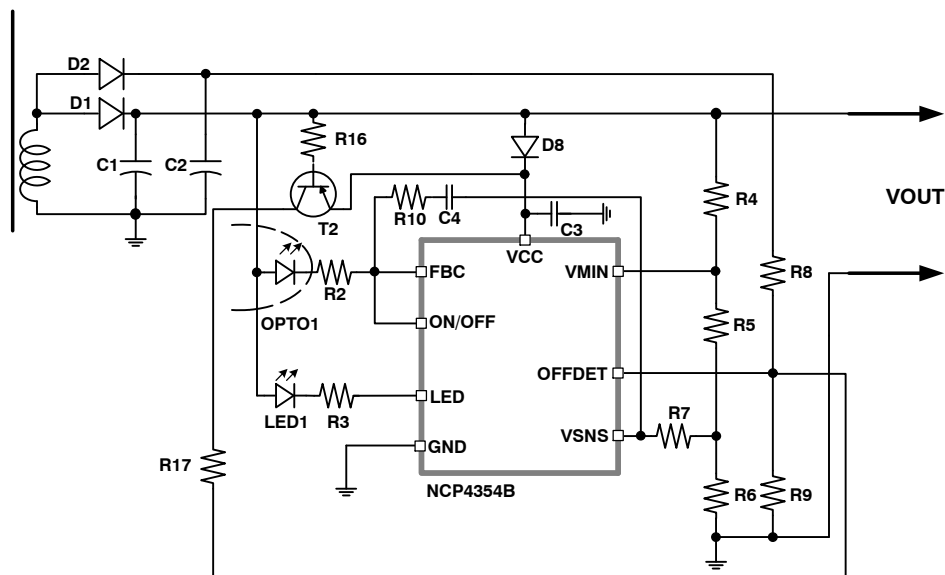 D2
D1
R16
D8
C1
C2
R4
VOUT
R10
C4
T2
C3
VCC
FBC
VMIN
R8
R2
OPTO1
ON/OFF
R5
OFFDET
LED
LED1
R3
R7
VSNS
GND
R17
NCP4354B
R6
R9